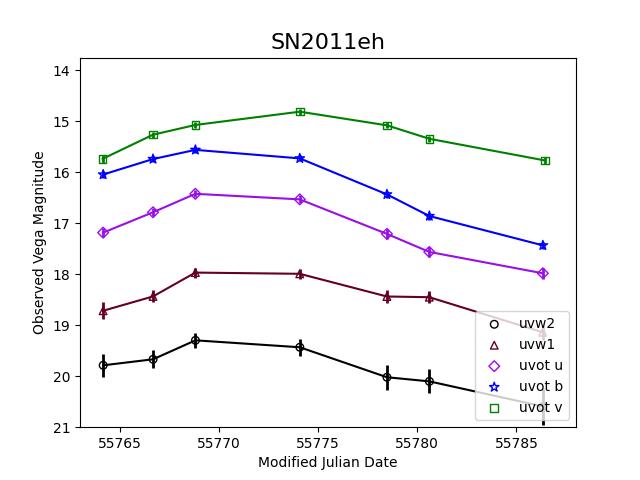 SN2011eh
14
15
16
17
18
19
20
21
Observed Vega Magnitude
55765 55770 55775 55780 55785
Modified Julian Date
uvw2
uvw1
uvot u
uvot b
uvot v